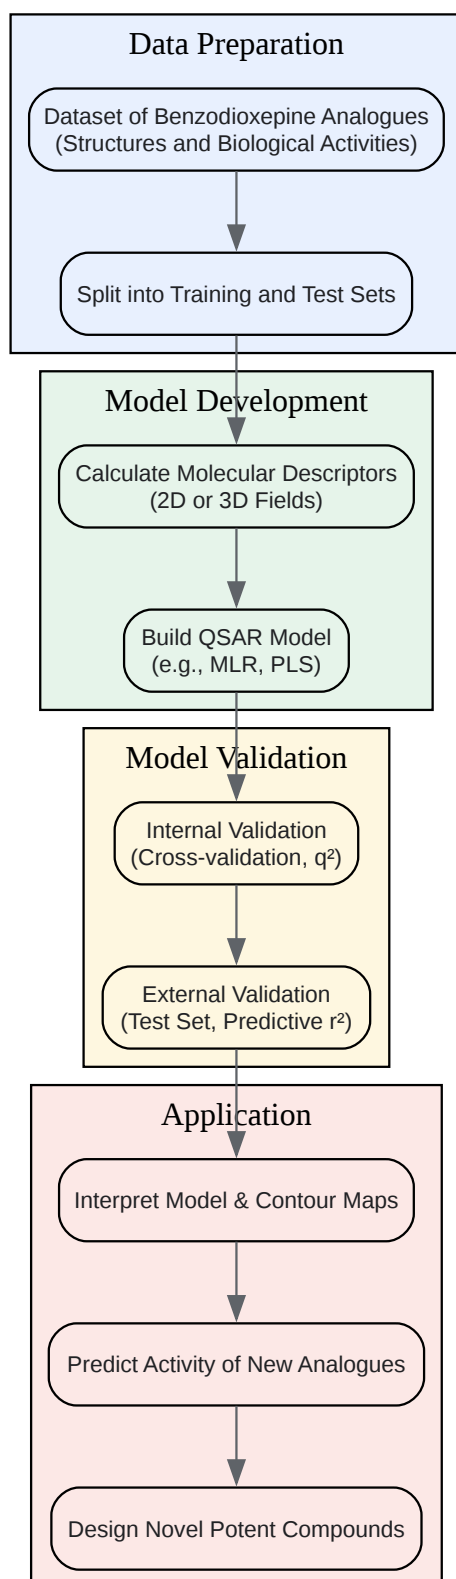 Data Preparation
Dataset of Benzodioxepine Analogues
(Structures and Biological Activities)
Split into Training and Test Sets
Model Development
Calculate Molecular Descriptors
(2D or 3D Fields)
Build QSAR Model
(e.g., MLR, PLS)
Model Validation
Internal Validation
(Cross-validation, q²)
External Validation
(Test Set, Predictive r²)
Application
Interpret Model & Contour Maps
Predict Activity of New Analogues
Design Novel Potent Compounds